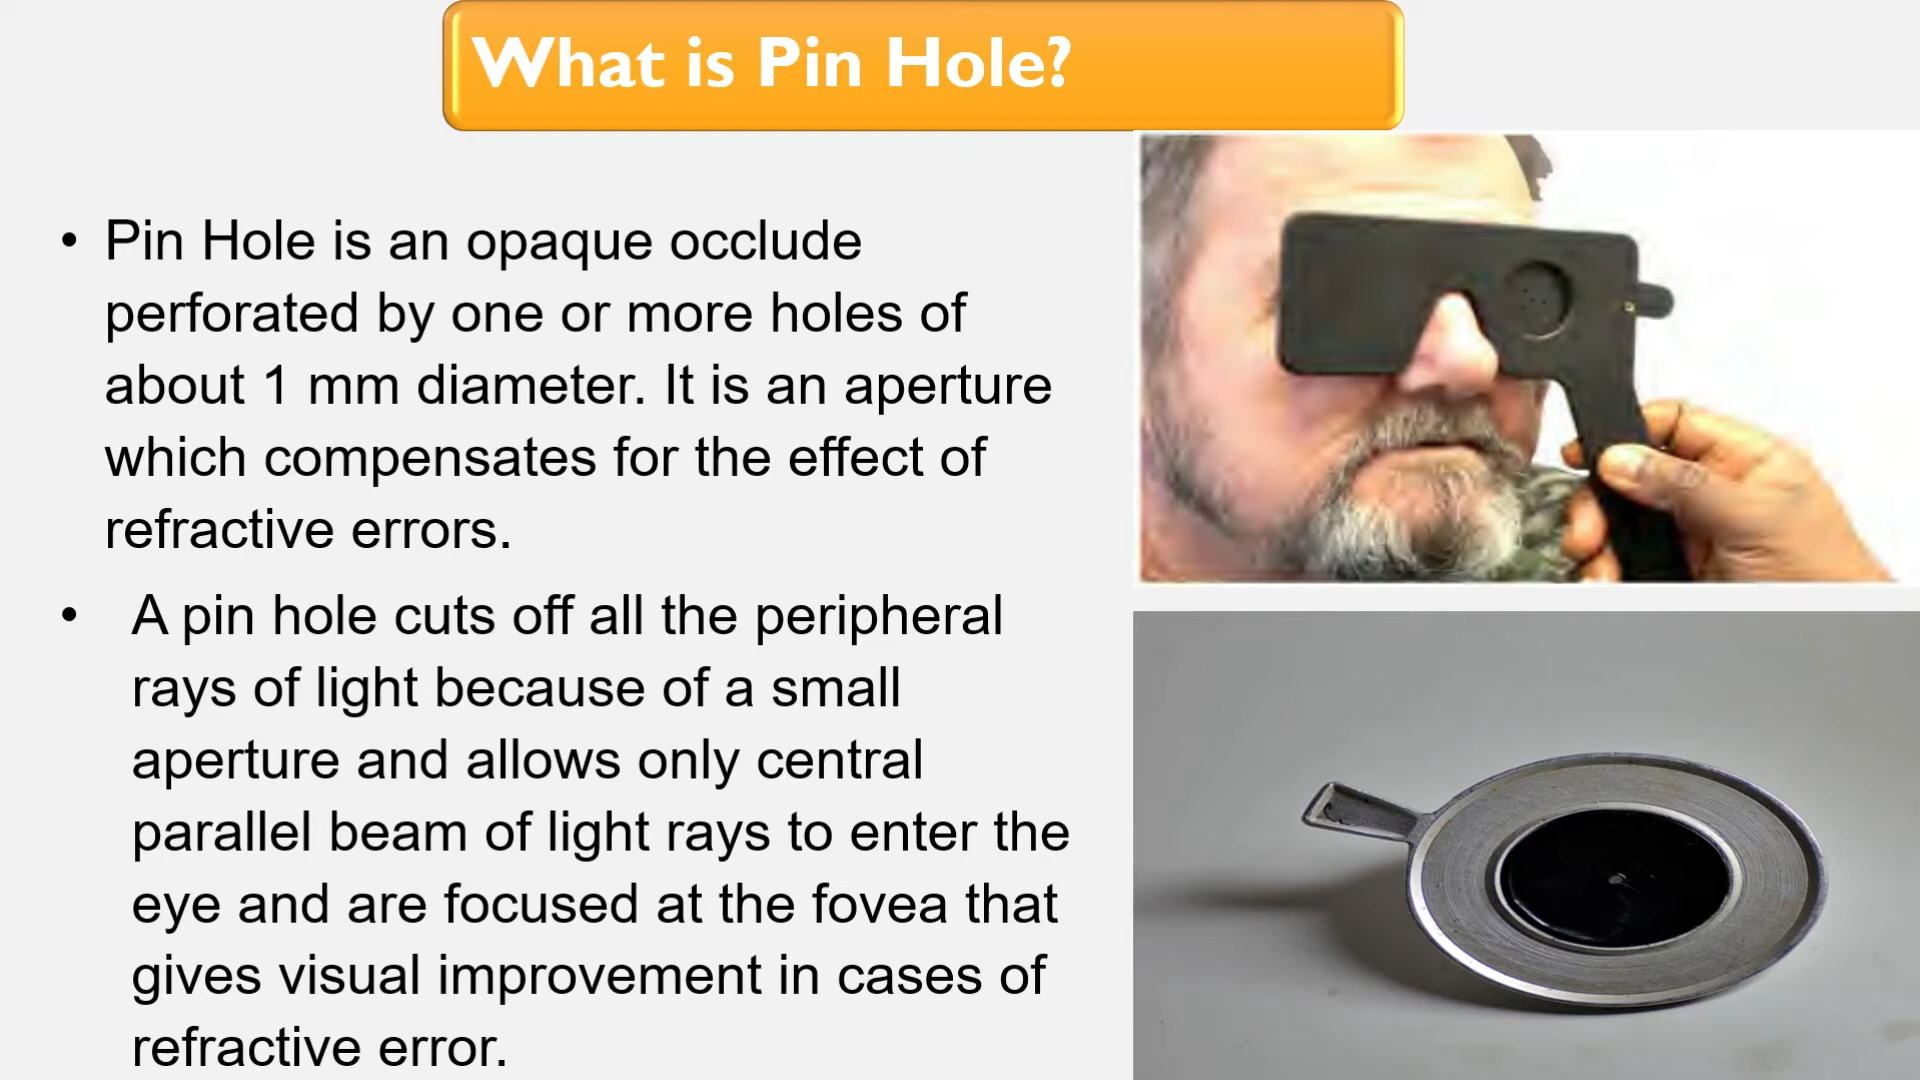 What is Pin Hole?
• Pin Hole is an opaque occlude
perforated by one or more holes of
about 1 mm diameter. It is an aperture
which compensates for the effect of
refractive errors.
• A pin hole cuts off all the peripheral
rays of light because of a small
aperture and allows only central
parallel beam of light rays to enter the
eye and are focused at the fovea that
gives visual improvement in cases of
refractive error.